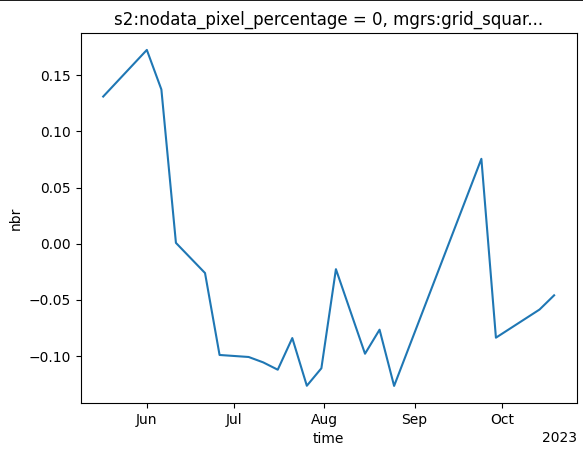 s2:nodata_pixel_percentage = 0, mgrs:grid_squar...
0.15
0.10
0.05
0.00
−0.05
−0.10
nbr
Jun Jul Aug Sep Oct
time
2023